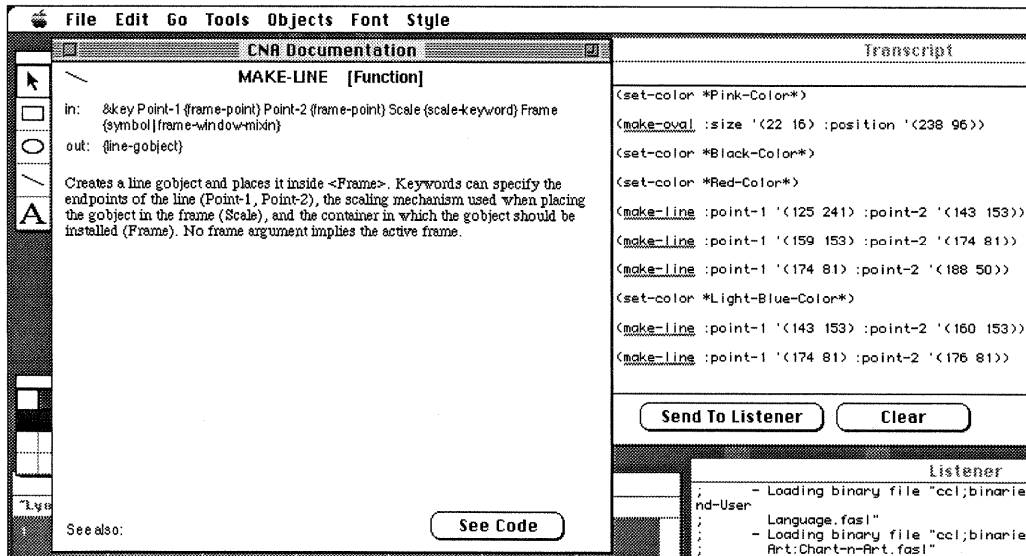 File Edit Go Tools Objects Font Style
CNA Documentation
MAKE-LINE [Function]
in: &key Point-1 {frame-point} Point-2 {frame-point} Scale {scale-keyword} Frame
{symbol|frame-window-mixin}
out: {line-gobject}
Creates a line gobject and places it inside <Frame>. Keywords can specify the
endpoints of the line (Point-1, Point-2), the scaling mechanism used when placing
the gobject in the frame (Scale), and the container in which the gobject should be
installed (Frame). No frame argument implies the active frame.
See also:
See Code
A
Transcript
(set-color *Pink-Color*)
(make-oval :size '(22 16) :position '(238 96))
(set-color *Black-Color*)
(set-color *Red-Color*)
(make-line :point-1 '(125 241) :point-2 '(143 153))
(make-line :point-1 '(159 153) :point-2 '(174 81))
(make-line :point-1 '(174 81) :point-2 '(188 50))
(set-color *Light-Blue-Color*)
(make-line :point-1 '(143 153) :point-2 '(160 153))
(make-line :point-1 '(174 81) :point-2 '(176 81))
Send To Listener
Clear
Listener
; - Loading binary file "ccl;binarie
nd-User
; Language.fasl"
; - Loading binary file "ccl;binarie
; Art:Chart-n-Art.fasl"